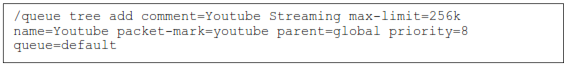 /queue tree add comment=Youtube Streaming max-limit=256k
name=Youtube packet-mark=youtube parent=global priority=8
queue=default